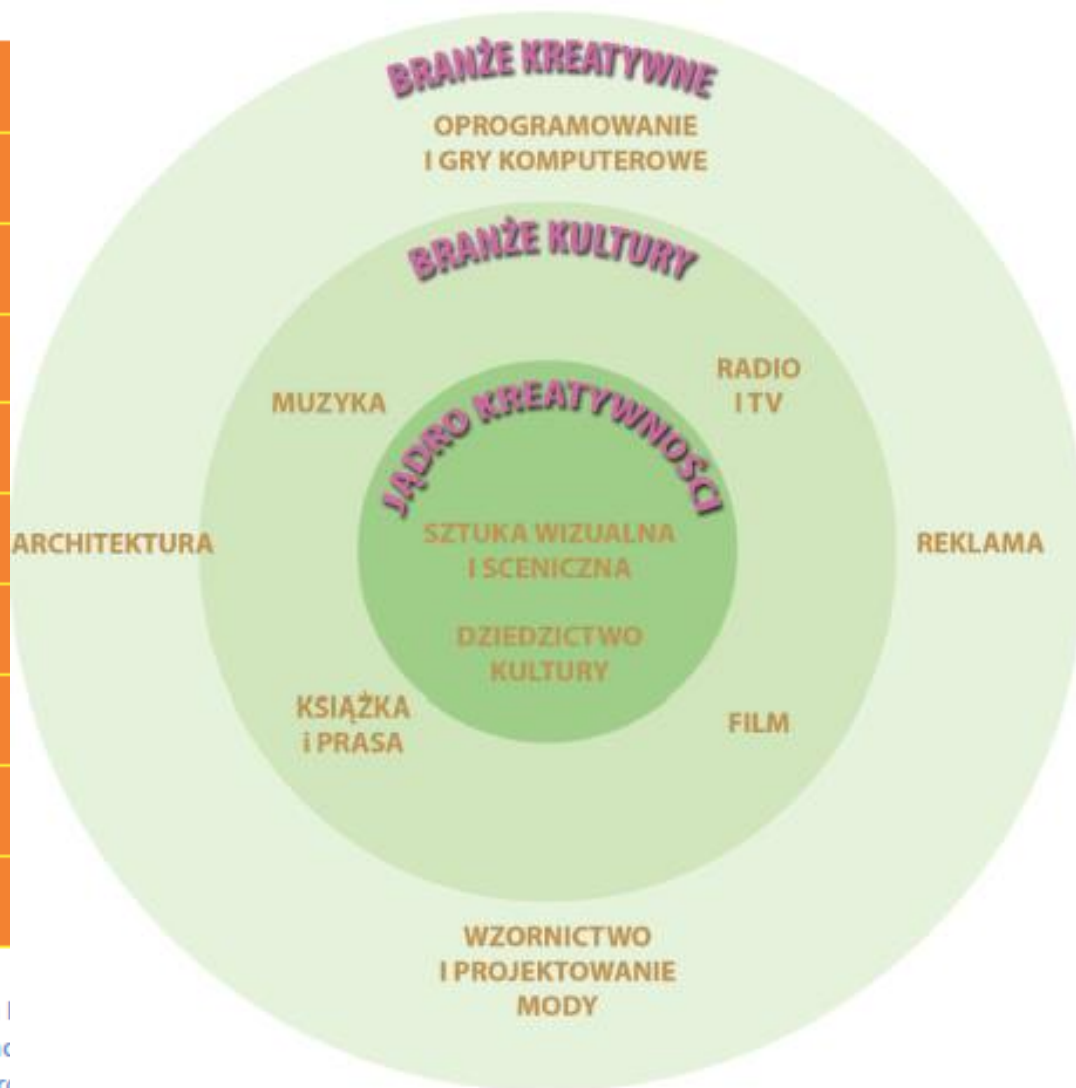 BRANŻE KREATYWNE
OPROGRAMOWANIE
I GRY KOMPUTEROWE
BRANŻE KULTURY
MUZYKA
RADIO
I TV
JĄDRO KREATYWNOŚCI
SZTUKA WIZUALNA
I SCENICZNA
ARCHITEKTURA
REKLAMA
DZIEDZICTWO
KULTURY
KSIĄŻKA
i PRASA
FILM
WZORNICTWO
I PROJEKTOWANIE
MODY